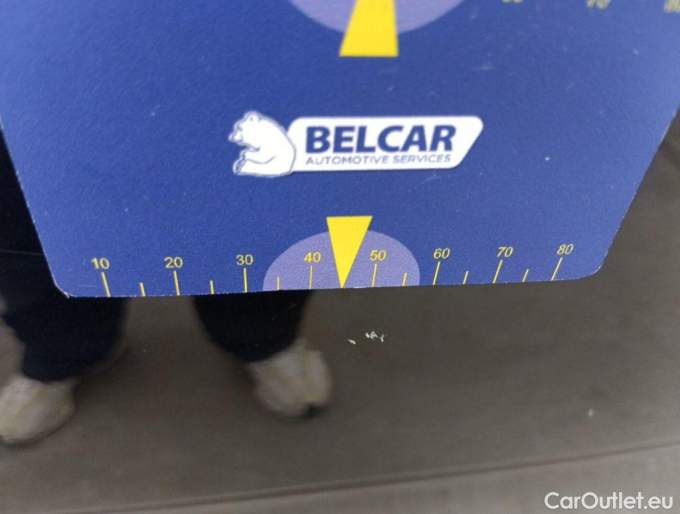 BELCAR
AUTOMOTIVE SERVICES
10 20 30 40 50 60 70 80
CarOutlet.eu